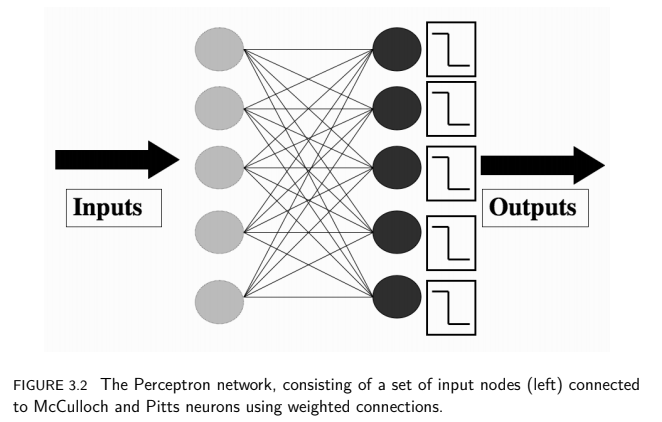 Inputs
Outputs
FIGURE 3.2 The Perceptron network, consisting of a set of input nodes (left) connected
to McCulloch and Pitts neurons using weighted connections.